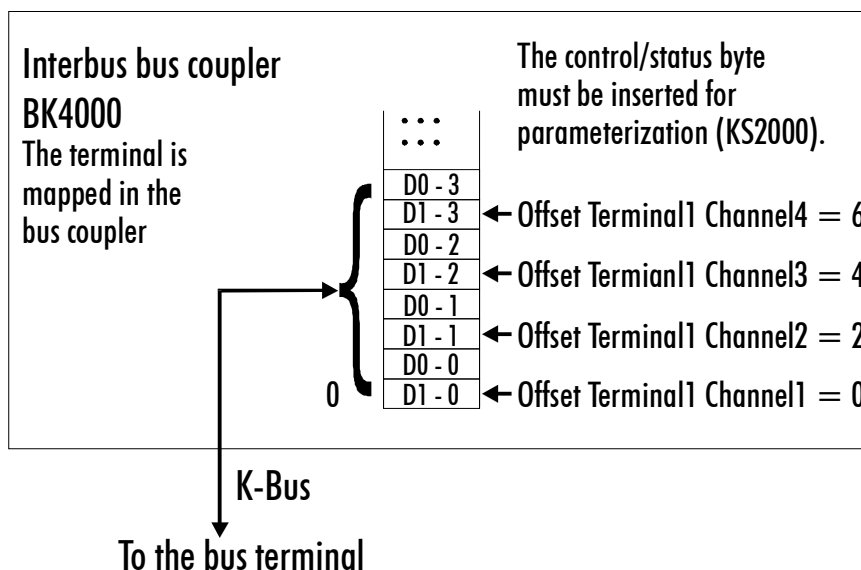 Interbus bus coupler
BK4000
The terminal is
mapped in the
bus coupler
The control/status byte
must be inserted for
parameterization (KS2000).
D0 - 3
D1 - 3 Offset Terminal1 Channel4 = 6
D0 - 2
D1 - 2 Offset Termianl1 Channel3 = 4
D0 - 1
D1 - 1 Offset Terminal1 Channel2 = 2
D0 - 0
0 D1 - 0 Offset Terminal1 Channel1 = 0
K-Bus
To the bus terminal